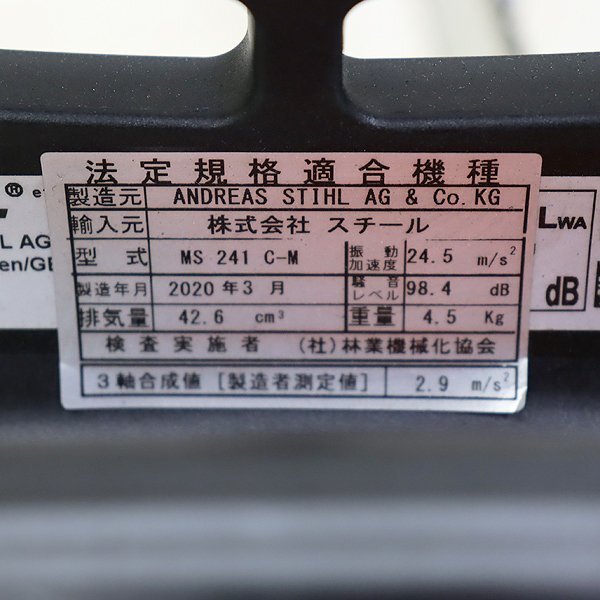 法定規格適合機種
製造元 ANDREAS STIHL AG & Co. KG
輸入元 株式会社 スチール
型式 MS 241 C-M 振動加速度 24.5 m/s²
製造年月 2020 年 3 月 騒音レベル 98.4 dB
排気量 42.6 cm³ 重量 4.5 Kg
検査実施者 (社)林業機械化協会
3軸合成値 [製造者測定値] 2.9 m/s²
®
L AG
en/GE
LWA
dB